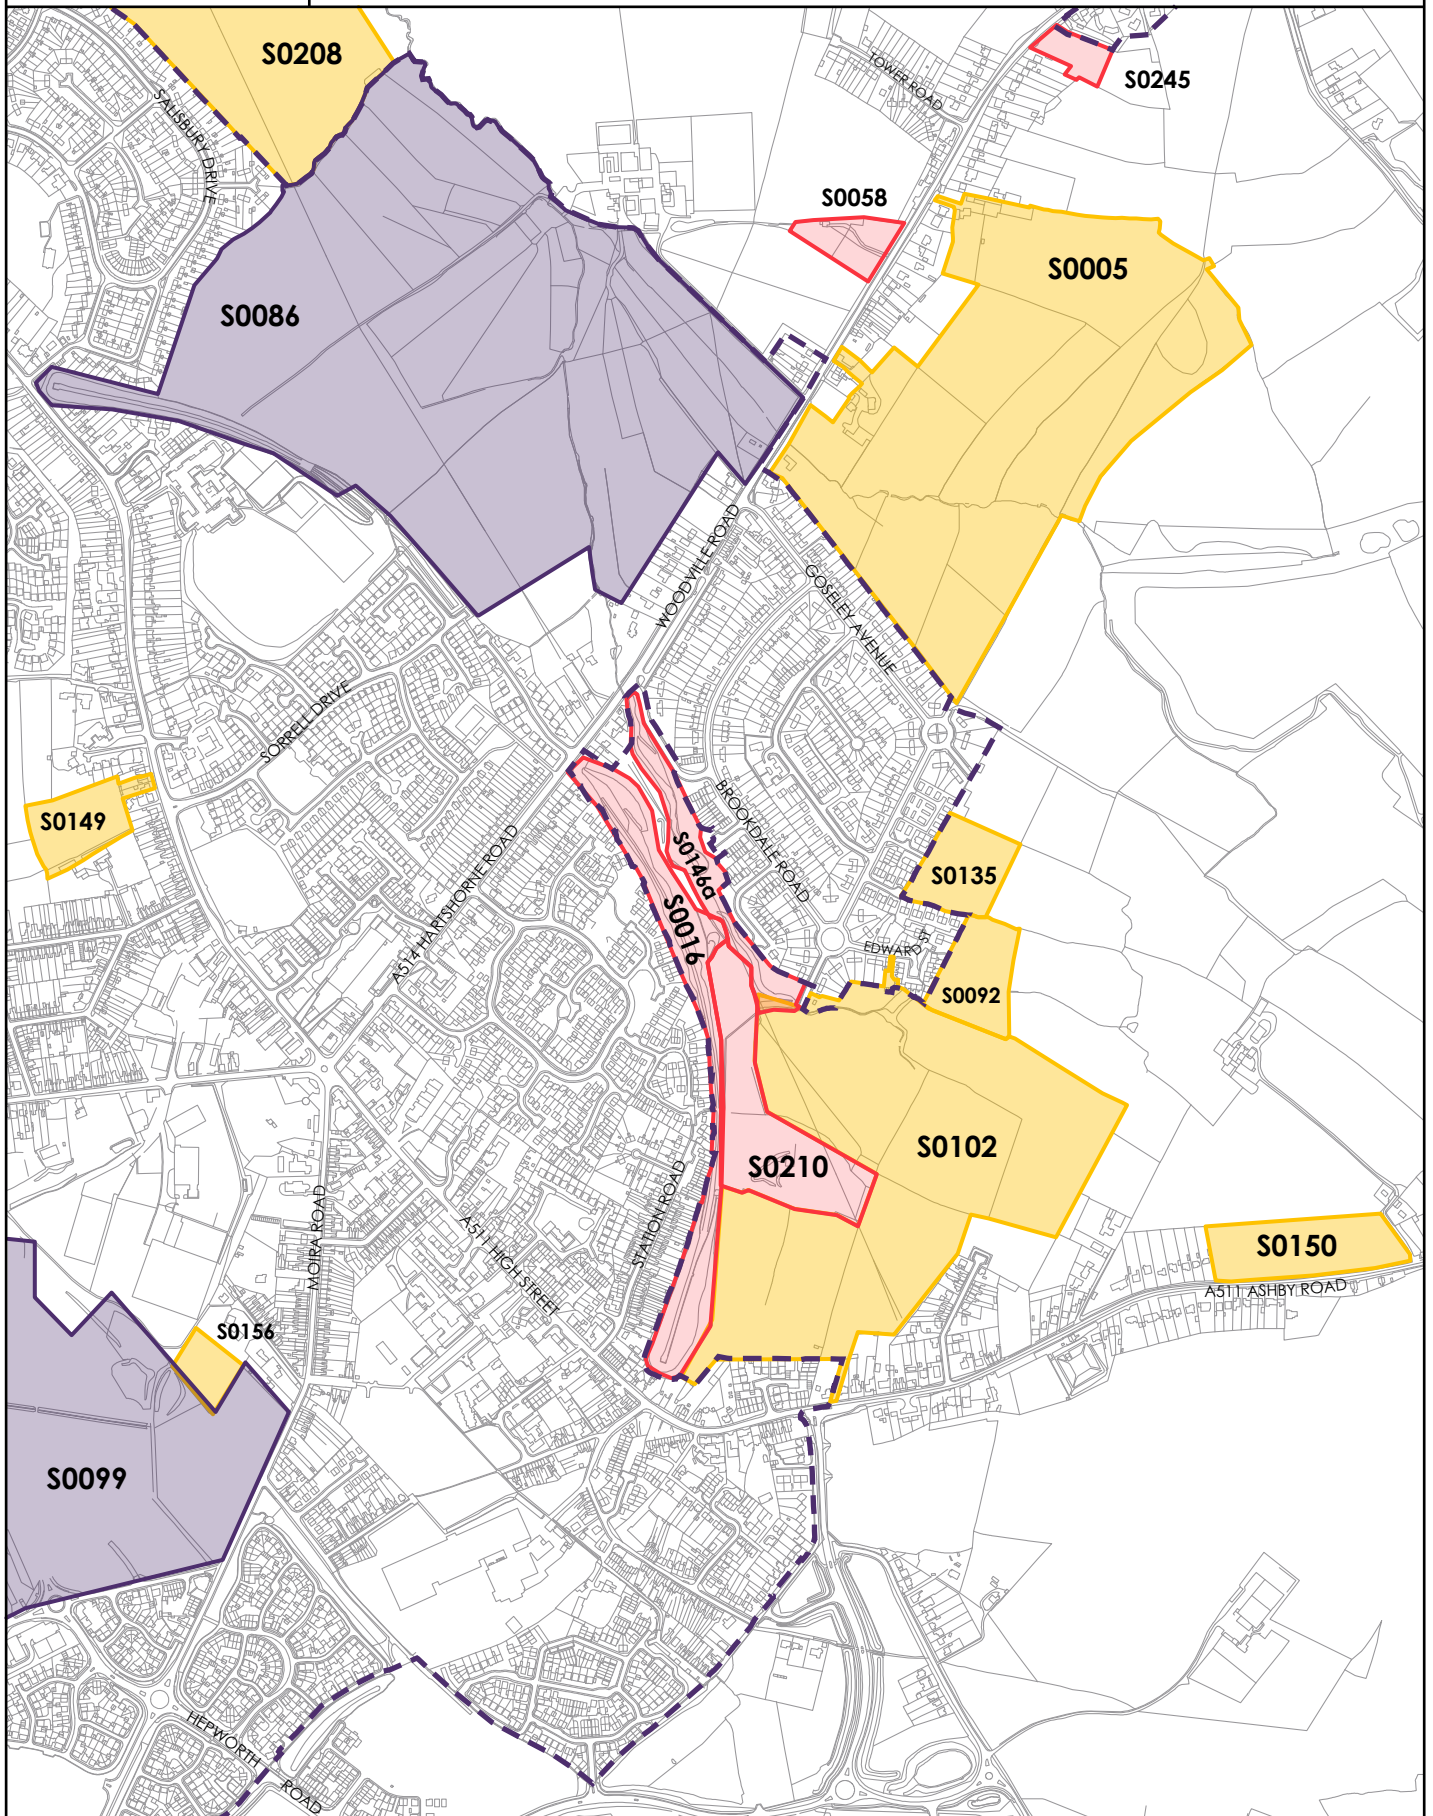 S0208
TOWER ROAD
S0245
SALISBURY DRIVE
S0058
S0005
S0086
WOODVILLE ROAD
GOSELEY AVENUE
SORRELL DRIVE
S0149
BROOKDALE ROAD
A514 HARTSHORNE ROAD
S0146a
S0135
S0016
EDWARD ST
S0092
S0102
S0210
STATION ROAD
MOIRA ROAD
A511 HIGH STREET
S0150
A511 ASHBY ROAD
S0156
S0099
HEPWORTH
ROAD